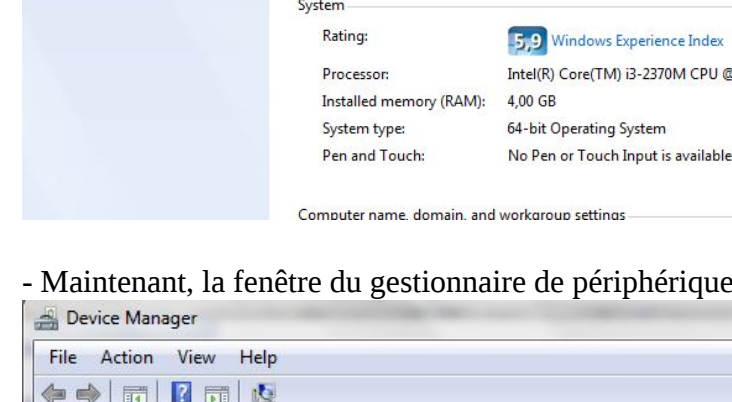 System
Rating:
5,9 Windows Experience Index
Processor:
Intel(R) Core(TM) i3-2370M CPU @
Installed memory (RAM):
4,00 GB
System type:
64-bit Operating System
Pen and Touch:
No Pen or Touch Input is available
Computer name, domain, and workgroup settings
- Maintenant, la fenêtre du gestionnaire de périphérique
Device Manager
File Action View Help